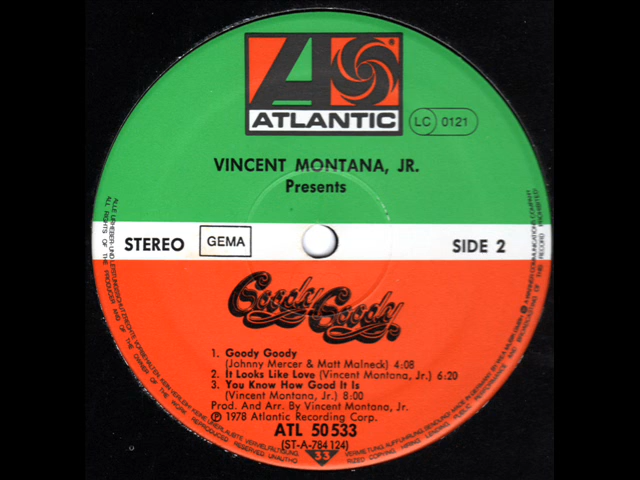 ATLANTIC
LC 0121
VINCENT MONTANA, JR.
Presents
STEREO
GEMA
SIDE 2
Goody Goody
1. Goody Goody
(Johnny Mercer & Matt Malneck) 4:08
2. It Looks Like Love (Vincent Montana, Jr.) 6:20
3. You Know How Good It Is
(Vincent Montana, Jr.) 8:00
Prod. And Arr. By Vincent Montana, Jr.
Ⓟ 1978 Atlantic Recording Corp.
ATL 50 533
(ST-A-784 124)
33